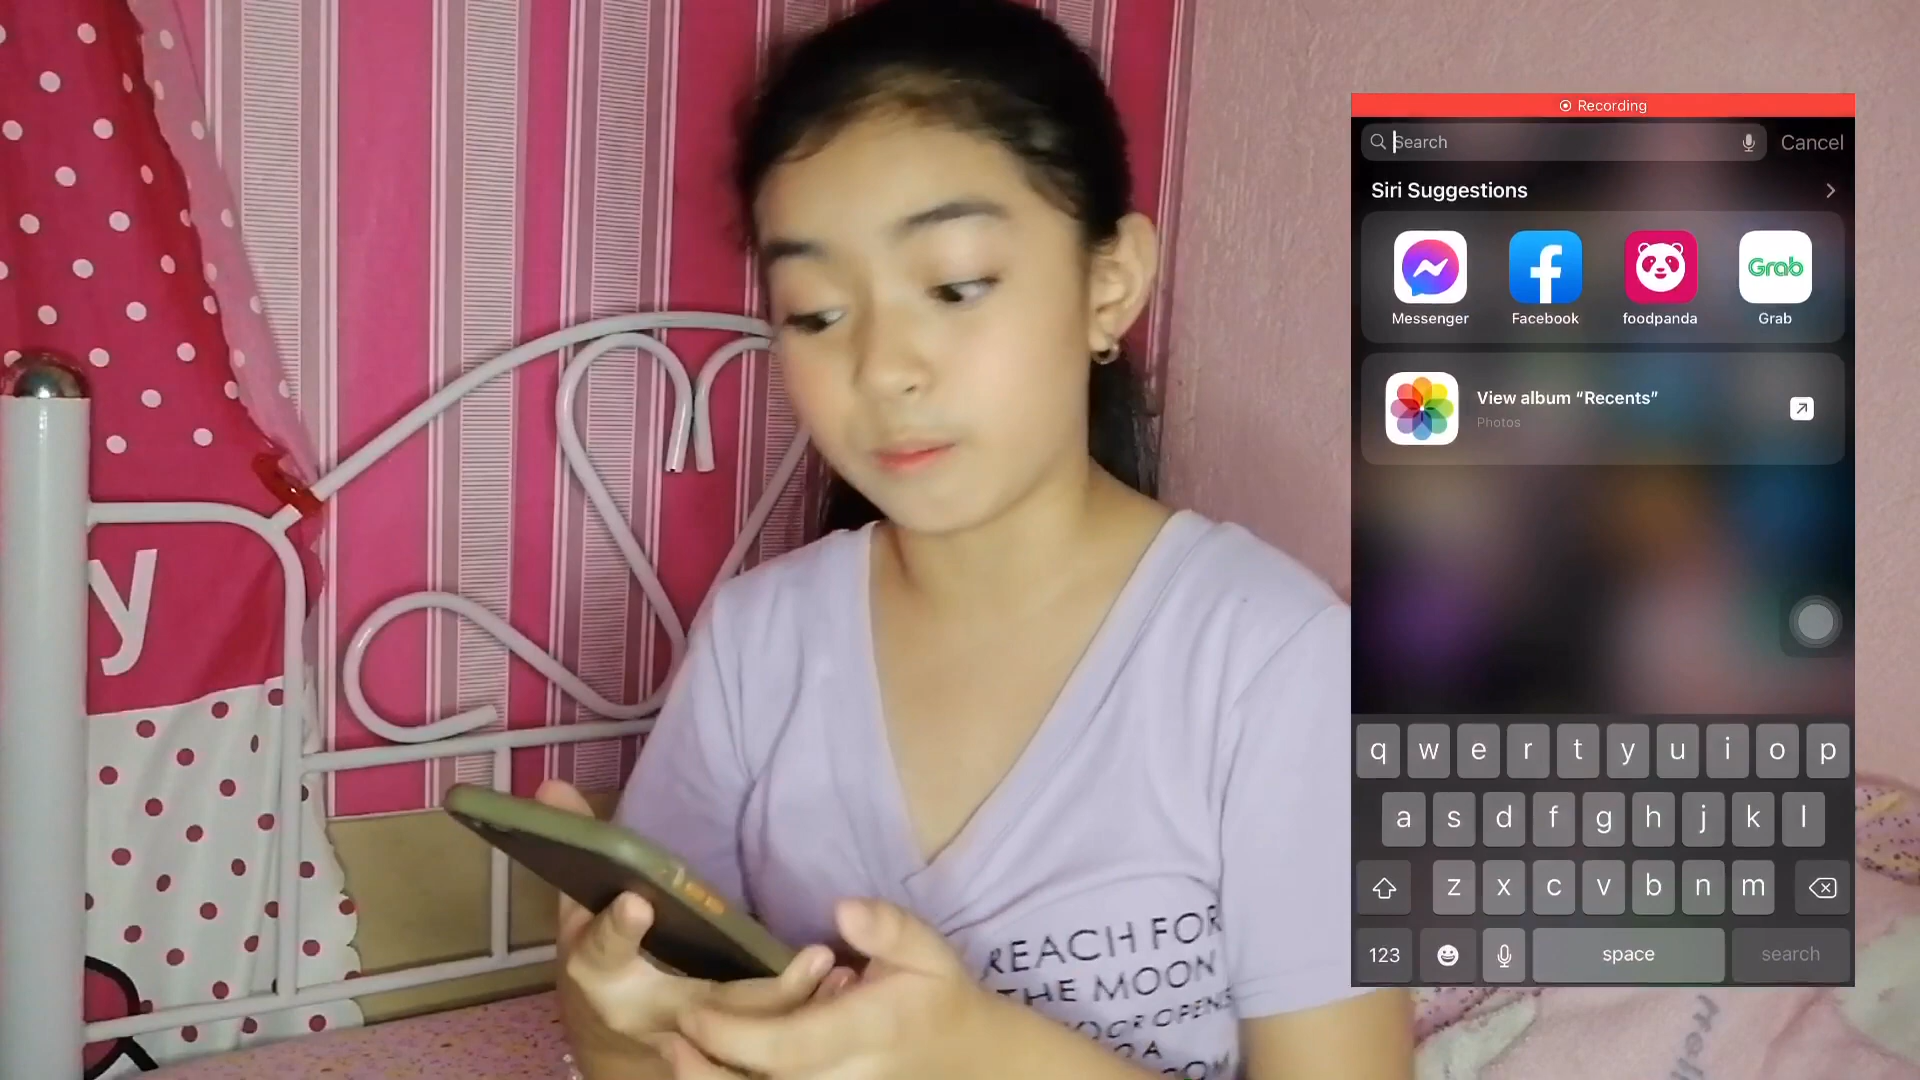 y
REACH FOR
THE MOON
Recording
Search
Cancel
Siri Suggestions
Messenger
Facebook
foodpanda
Grab
Grab
View album “Recents”
Photos
q w e r t y u i o p
a s d f g h j k l
z x c v b n m
123
space
search